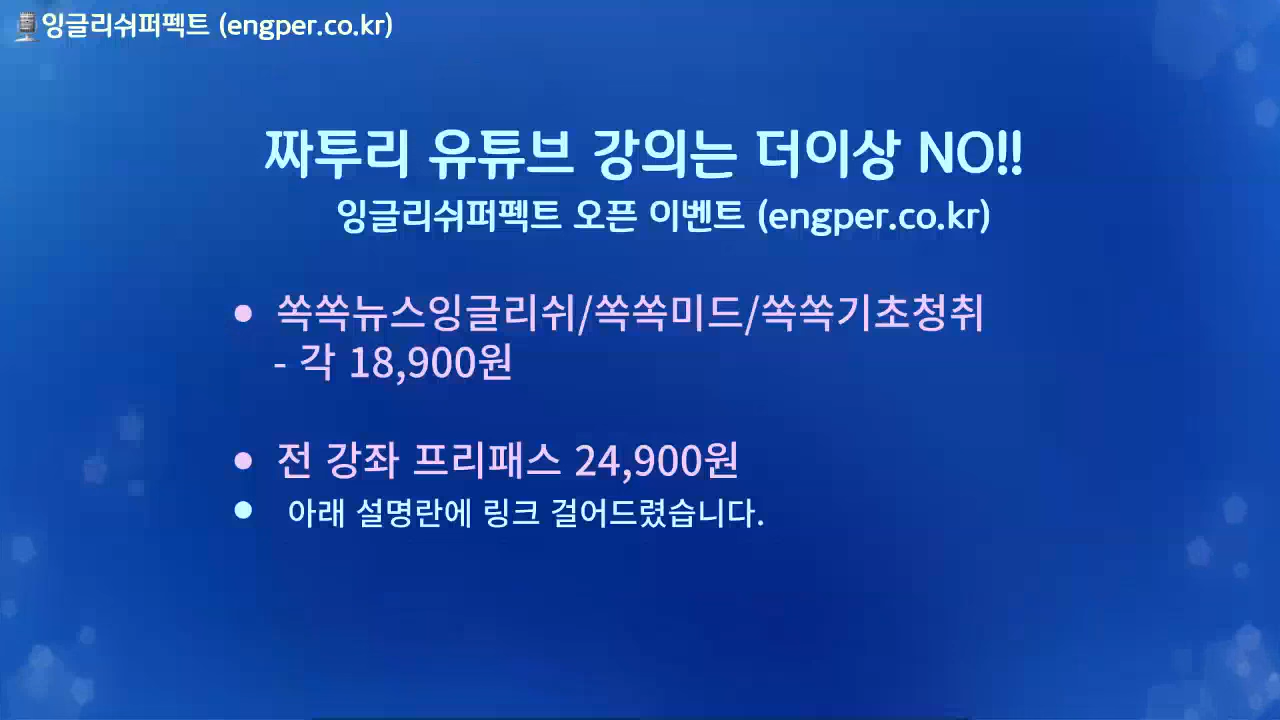 잉글리쉬퍼펙트 (engper.co.kr)
짜투리 유튜브 강의는 더이상 NO!!
잉글리쉬퍼펙트 오픈 이벤트 (engper.co.kr)
• 쏙쏙뉴스잉글리쉬/쏙쏙미드/쏙쏙기초청취
- 각 18,900원
• 전 강좌 프리패스 24,900원
• 아래 설명란에 링크 걸어드렸습니다.